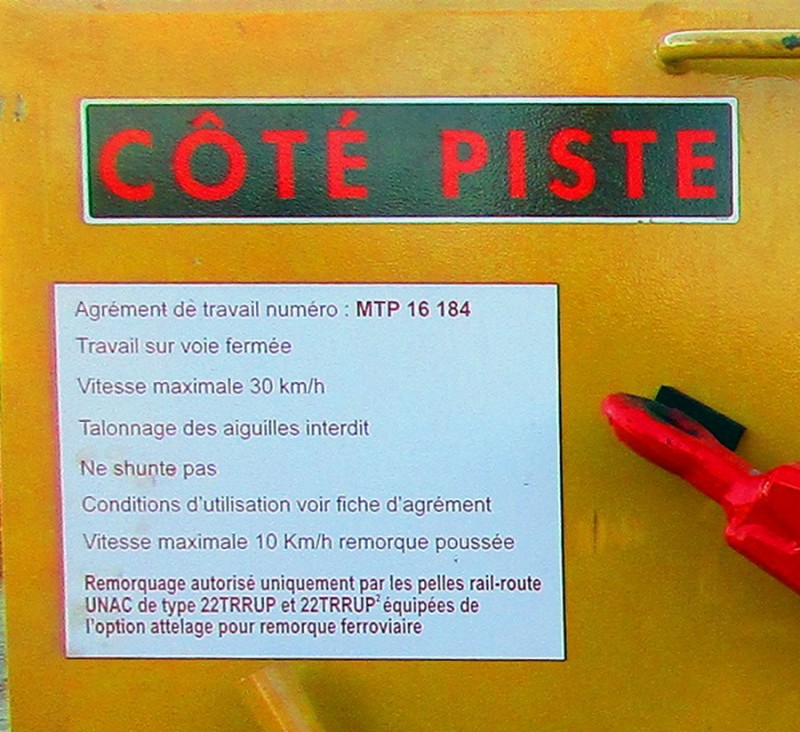 CÔTÉ PISTE
Agrément de travail numéro : MTP 16 184
Travail sur voie fermée
Vitesse maximale 30 km/h
Talonnage des aiguilles interdit
Ne shunte pas
Conditions d'utilisation voir fiche d'agrément
Vitesse maximale 10 Km/h remorque poussée
Remorquage autorisé uniquement par les pelles rail-route
UNAC de type 22TRRUP et 22TRRUP² équipées de
l'option attelage pour remorque ferroviaire